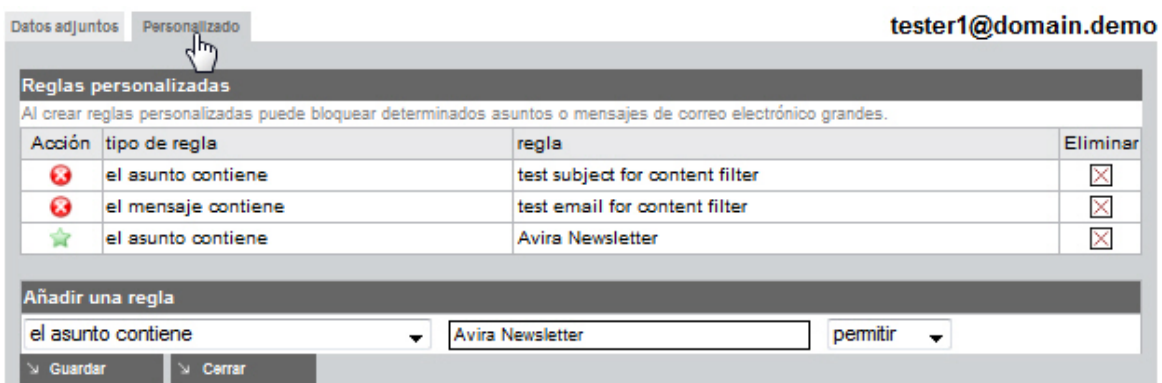 Datos adjuntos Personalizado tester1@domain.demo
Reglas personalizadas
Al crear reglas personalizadas puede bloquear determinados asuntos o mensajes de correo electrónico grandes.
Acción tipo de regla regla Eliminar
el asunto contiene test subject for content filter
el mensaje contiene test email for content filter
el asunto contiene Avira Newsletter
Añadir una regla
el asunto contiene Avira Newsletter permitir
Guardar Cerrar